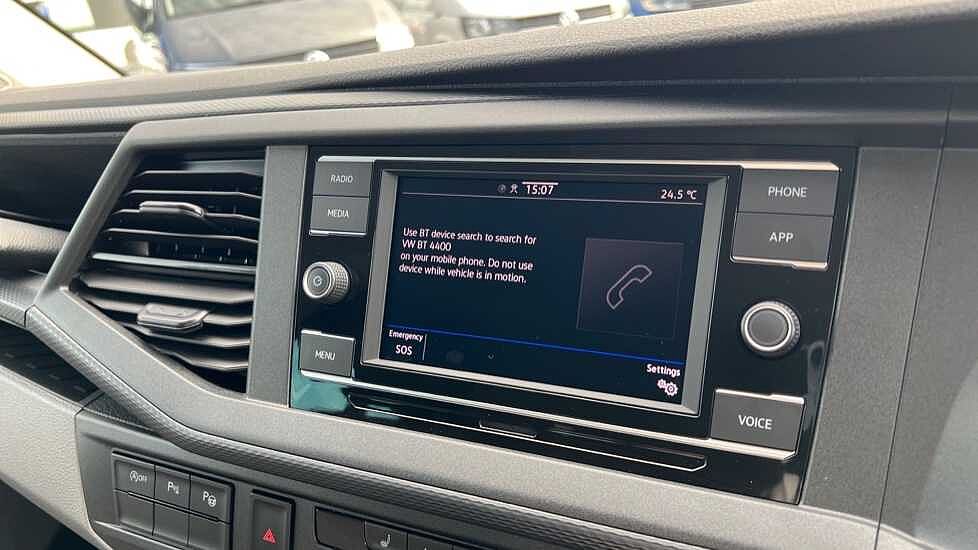 RADIO
MEDIA
MENU
15:07
24.5 °C
Use BT device search to search for
VW BT 4400
on your mobile phone. Do not use
device while vehicle is in motion.
Emergency
SOS
Settings
PHONE
APP
VOICE
OFF
P
P